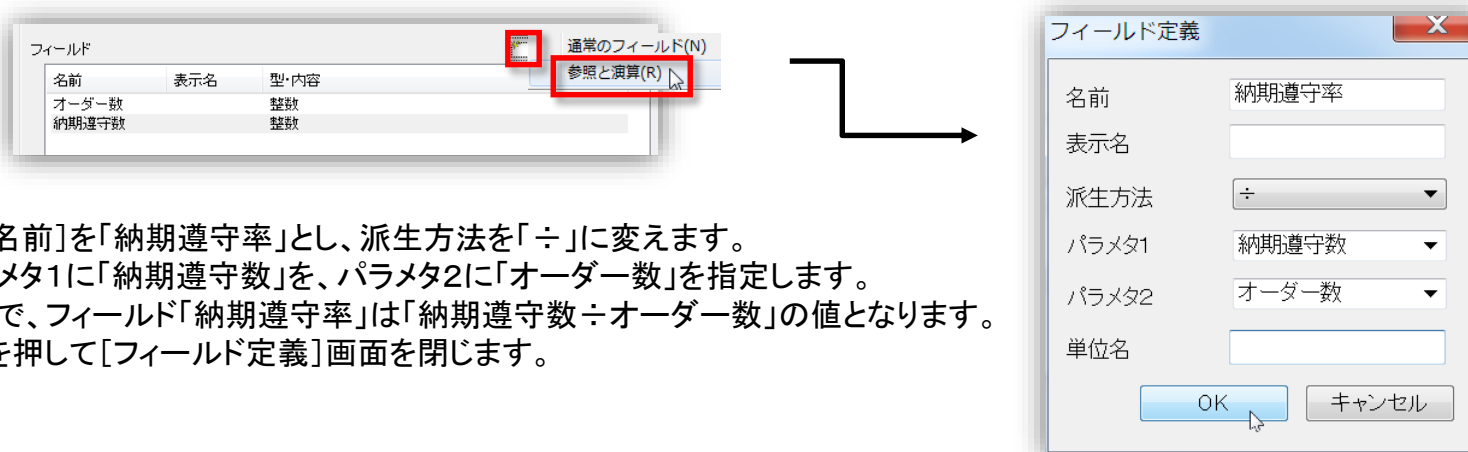 フィールド
名前 表示名 型・内容
オーダー数 整数
納期遵守数 整数
通常のフィールド(N)
参照と演算(R)
名前]を「納期遵守率」とし、派生方法を「÷」に変えます。
メタ１に「納期遵守数」を、パラメタ２に「オーダー数」を指定します。
で、フィールド「納期遵守率」は「納期遵守数÷オーダー数」の値となります。
を押して[フィールド定義]画面を閉じます。
フィールド定義
名前 納期遵守率
表示名
派生方法 ÷
パラメタ1 納期遵守数
パラメタ2 オーダー数
単位名
OK キャンセル